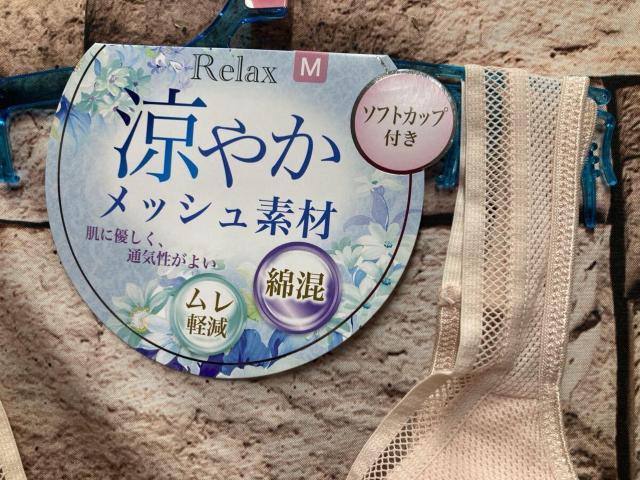 Relax M
ソフトカップ
付き
涼やか
メッシュ素材
肌に優しく、
通気性がよい
綿混
ムレ
軽減